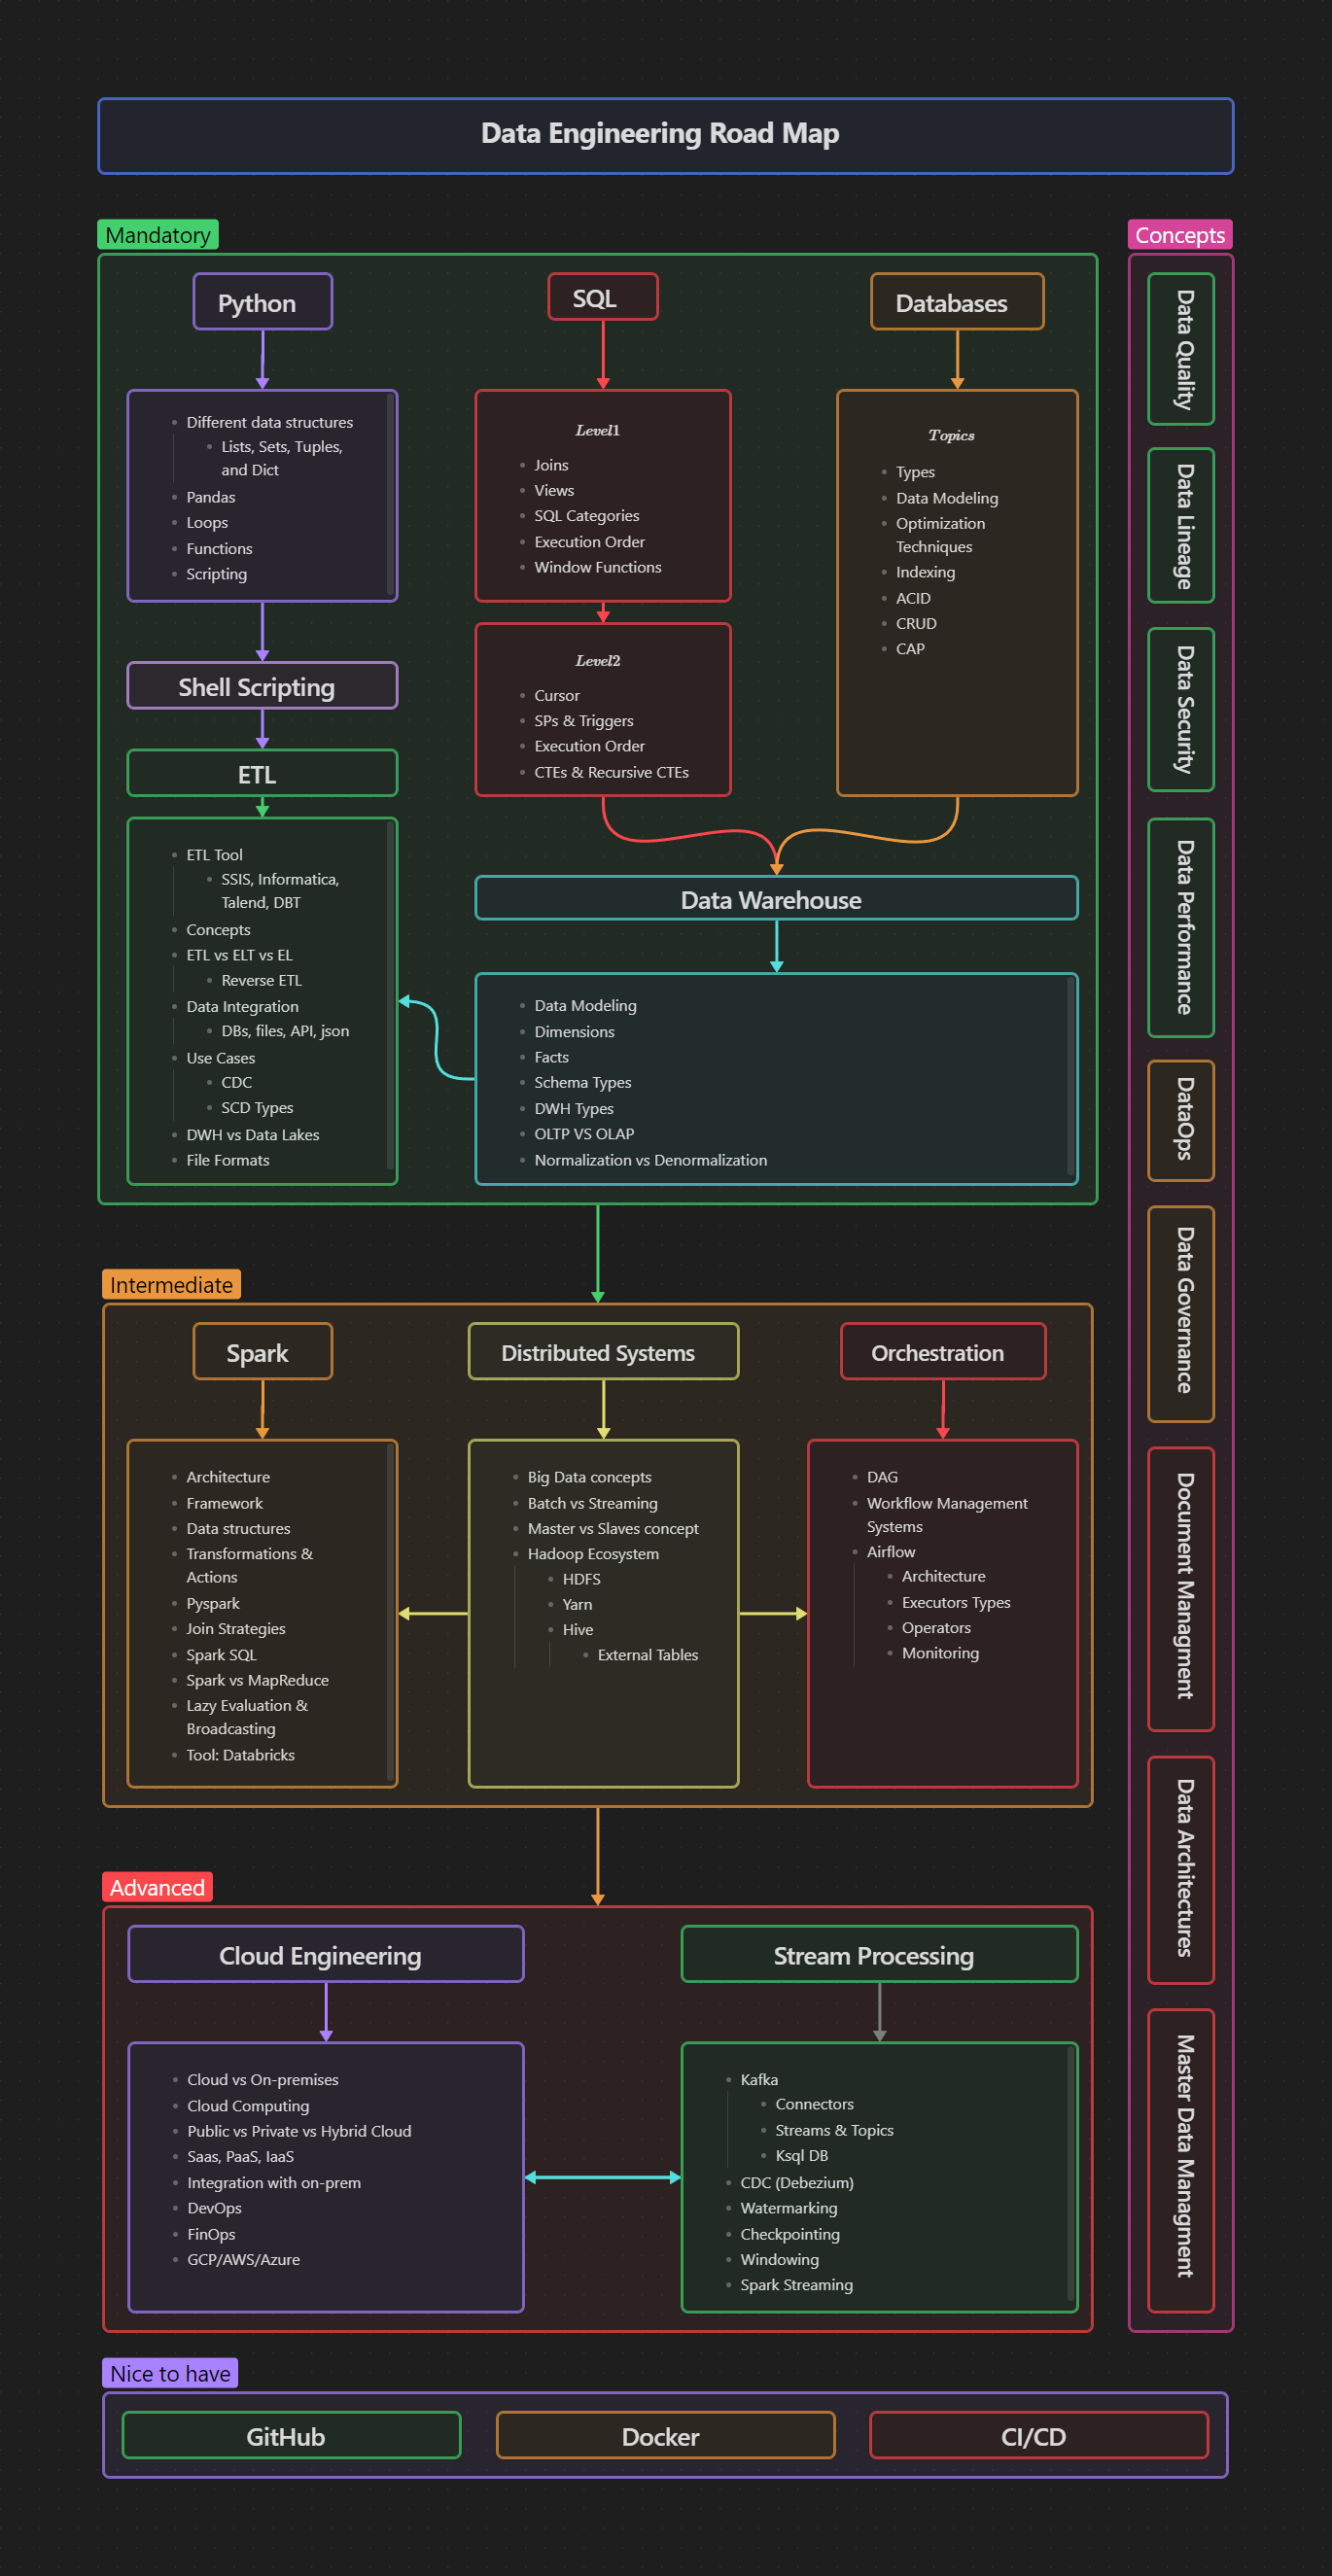 Data Engineering Road Map
Mandatory
Python
Different data structures
Lists, Sets, Tuples,
and Dict
Pandas
Loops
Functions
Scripting
Shell Scripting
ETL
ETL Tool
SSIS, Informatica,
Talend, DBT
Concepts
ETL vs ELT vs EL
Reverse ETL
Data Integration
DBs, files, API, json
Use Cases
CDC
SCD Types
DWH vs Data Lakes
File Formats
SQL
Level1
Joins
Views
SQL Categories
Execution Order
Window Functions
Level2
Cursor
SPs & Triggers
Execution Order
CTEs & Recursive CTEs
Databases
Topics
Types
Data Modeling
Optimization
Techniques
Indexing
ACID
CRUD
CAP
Data Warehouse
Data Modeling
Dimensions
Facts
Schema Types
DWH Types
OLTP VS OLAP
Normalization vs Denormalization
Intermediate
Spark
Architecture
Framework
Data structures
Transformations &
Actions
Pyspark
Join Strategies
Spark SQL
Spark vs MapReduce
Lazy Evaluation &
Broadcasting
Tool: Databricks
Distributed Systems
Big Data concepts
Batch vs Streaming
Master vs Slaves concept
Hadoop Ecosystem
HDFS
Yarn
Hive
External Tables
Orchestration
DAG
Workflow Management
Systems
Airflow
Architecture
Executors Types
Operators
Monitoring
Advanced
Cloud Engineering
Cloud vs On-premises
Cloud Computing
Public vs Private vs Hybrid Cloud
Saas, PaaS, IaaS
Integration with on-prem
DevOps
FinOps
GCP/AWS/Azure
Stream Processing
Kafka
Connectors
Streams & Topics
Ksql DB
CDC (Debezium)
Watermarking
Checkpointing
Windowing
Spark Streaming
Concepts
Data Quality
Data Lineage
Data Security
Data Performance
DataOps
Data Governance
Document Managment
Data Architectures
Master Data Managment
Nice to have
GitHub
Docker
CI/CD